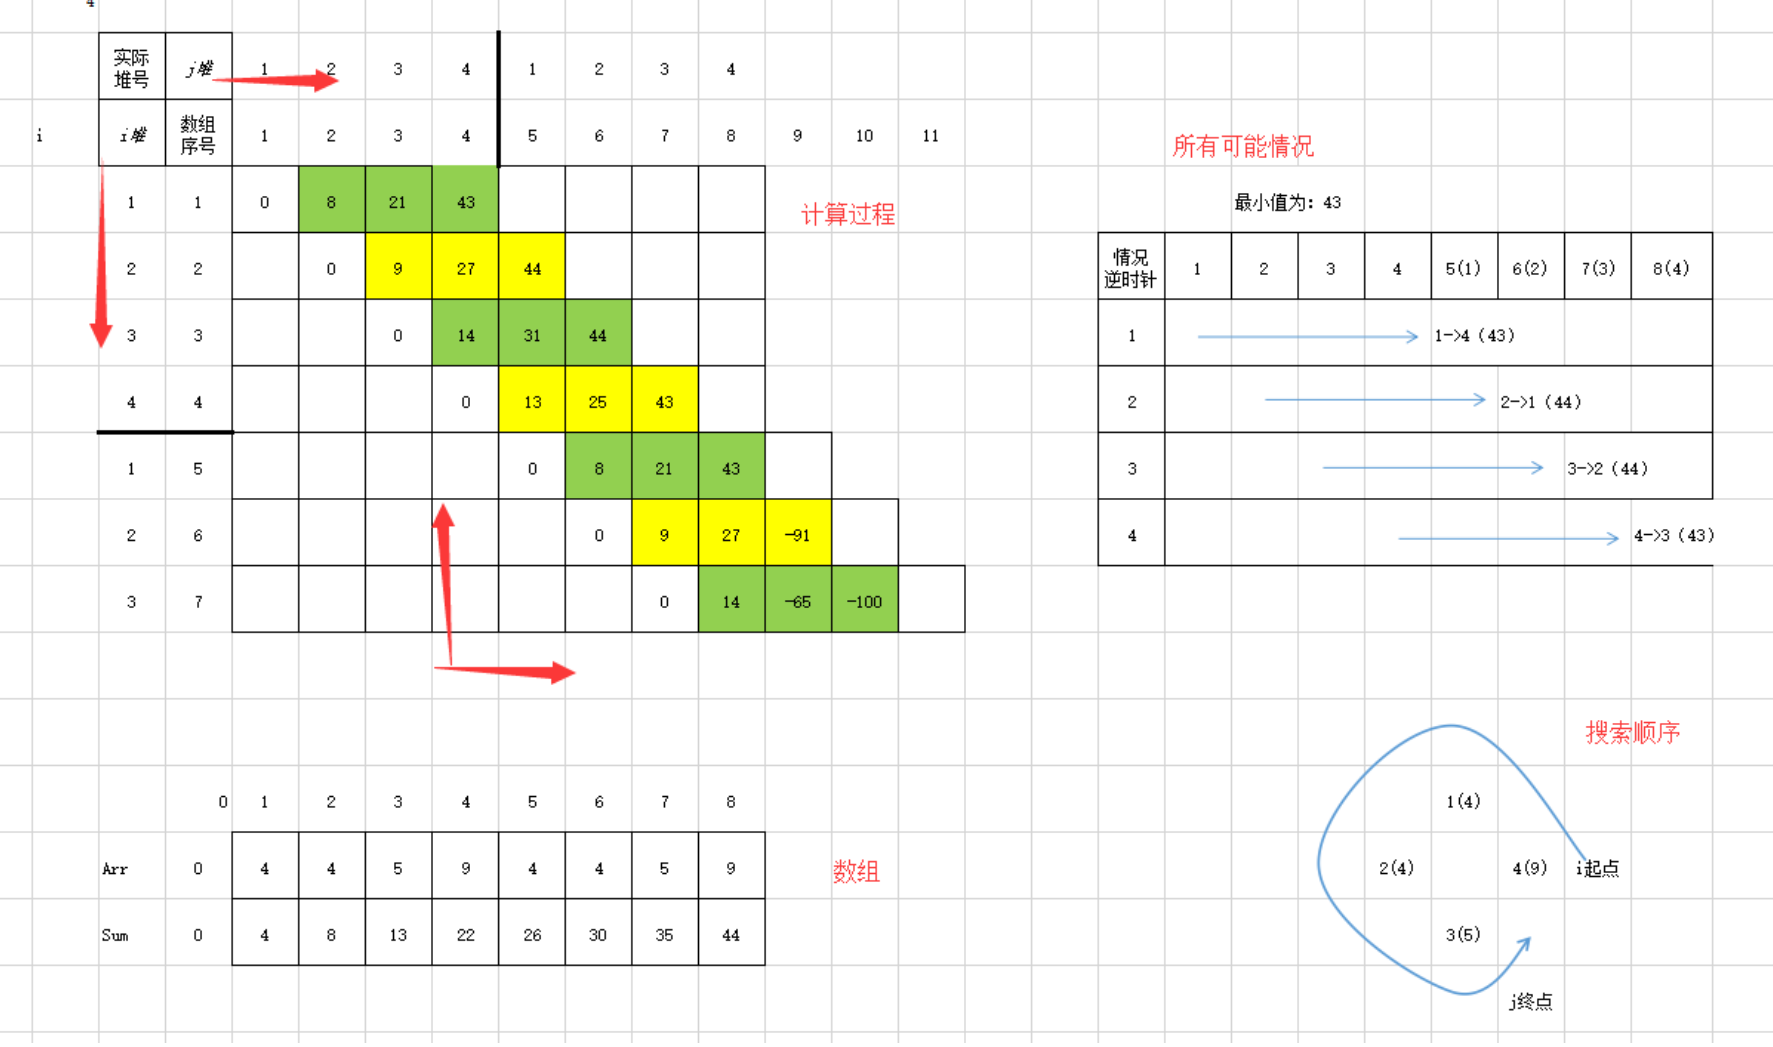 4
实际 堆号 j堆 1 2 3 4 1 2 3 4
i i堆 数组 序号 1 2 3 4 5 6 7 8 9 10 11
1 1 0 8 21 43
2 2 0 9 27 44
3 3 0 14 31 44
4 4 0 13 25 43
1 5 0 8 21 43
2 6 0 9 27 -91
3 7 0 14 -65 -100
计算过程
所有可能情况
最小值为: 43
情况 逆时针 1 2 3 4 5(1) 6(2) 7(3) 8(4)
1 1->4 (43)
2 2->1 (44)
3 3->2 (44)
4 4->3 (43)
0 1 2 3 4 5 6 7 8
Arr 0 4 4 5 9 4 4 5 9
Sum 0 4 8 13 22 26 30 35 44
数组
搜索顺序
1(4)
2(4) 4(9) i起点
3(5)
j终点